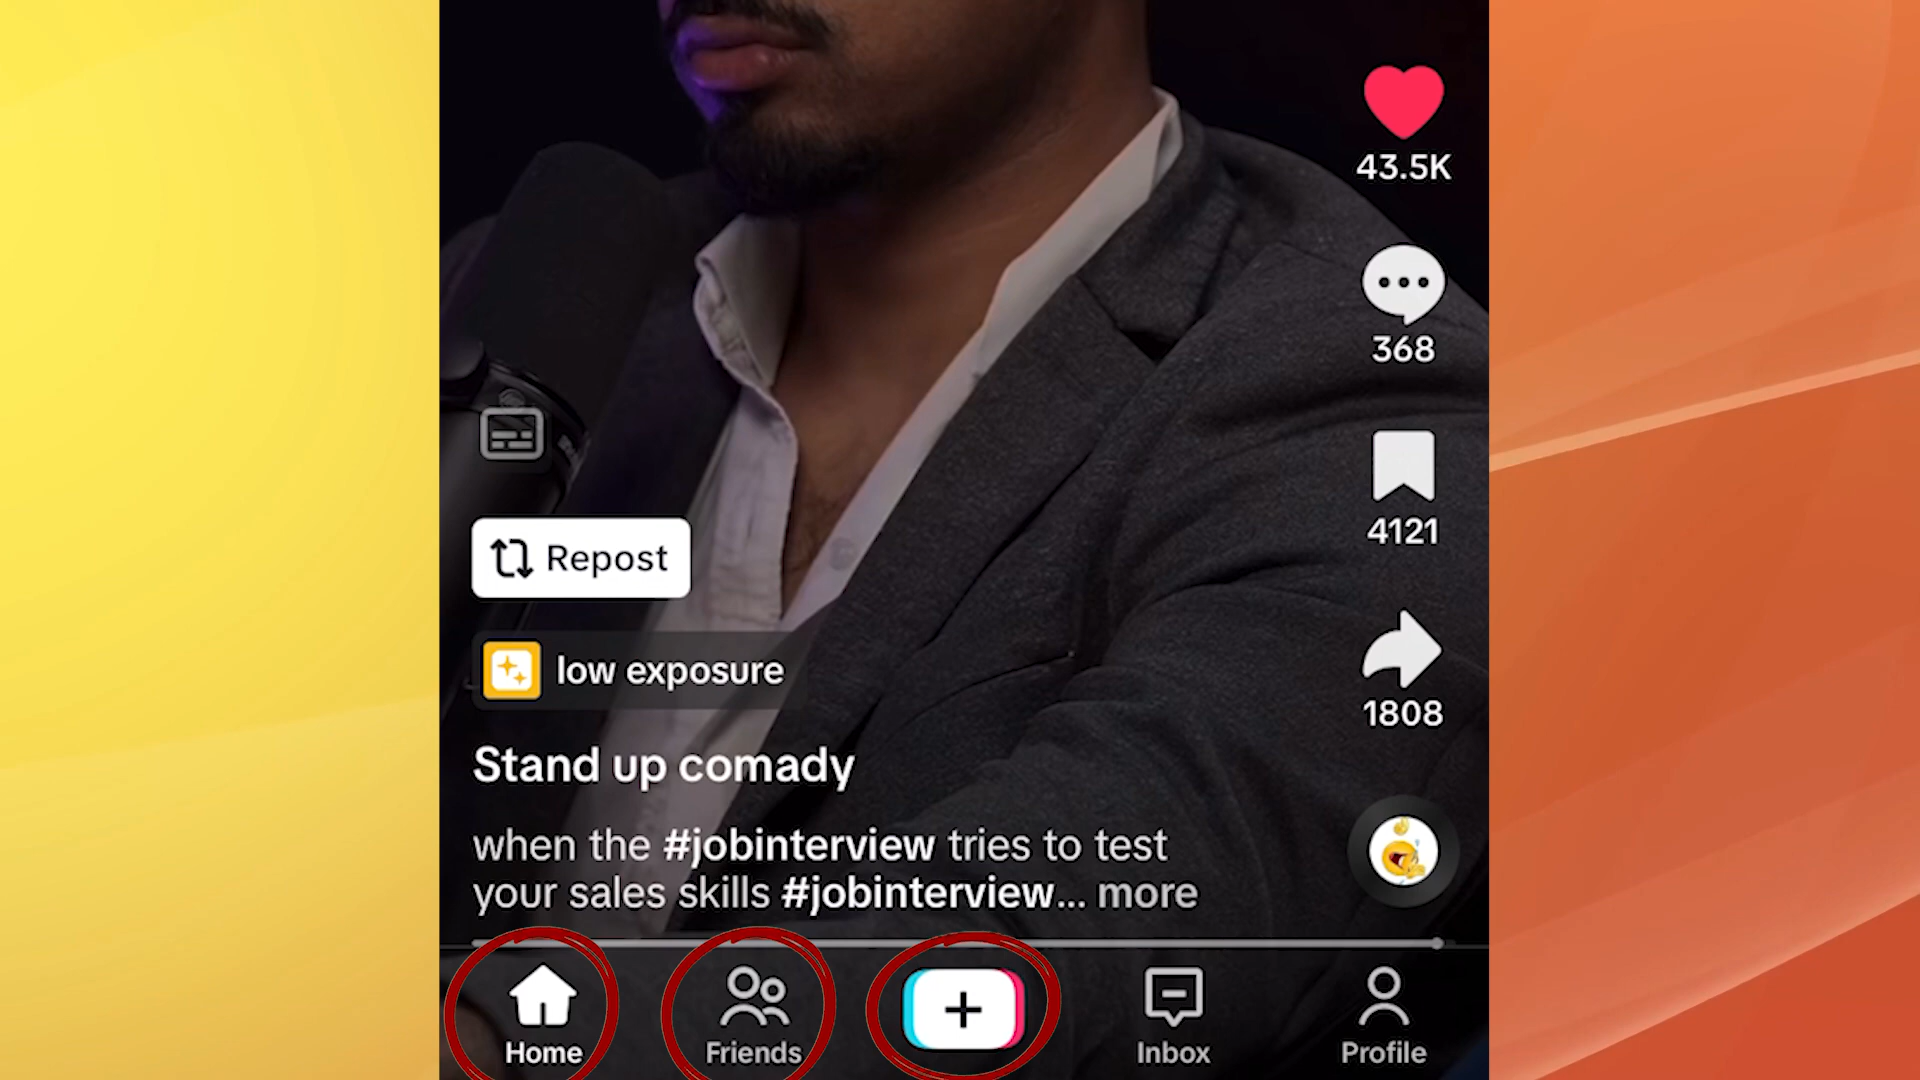 43.5K
368
4121
Repost
low exposure
1808
Stand up comady
when the #jobinterview tries to test
your sales skills #jobinterview... more
Home
Friends
Inbox
Profile